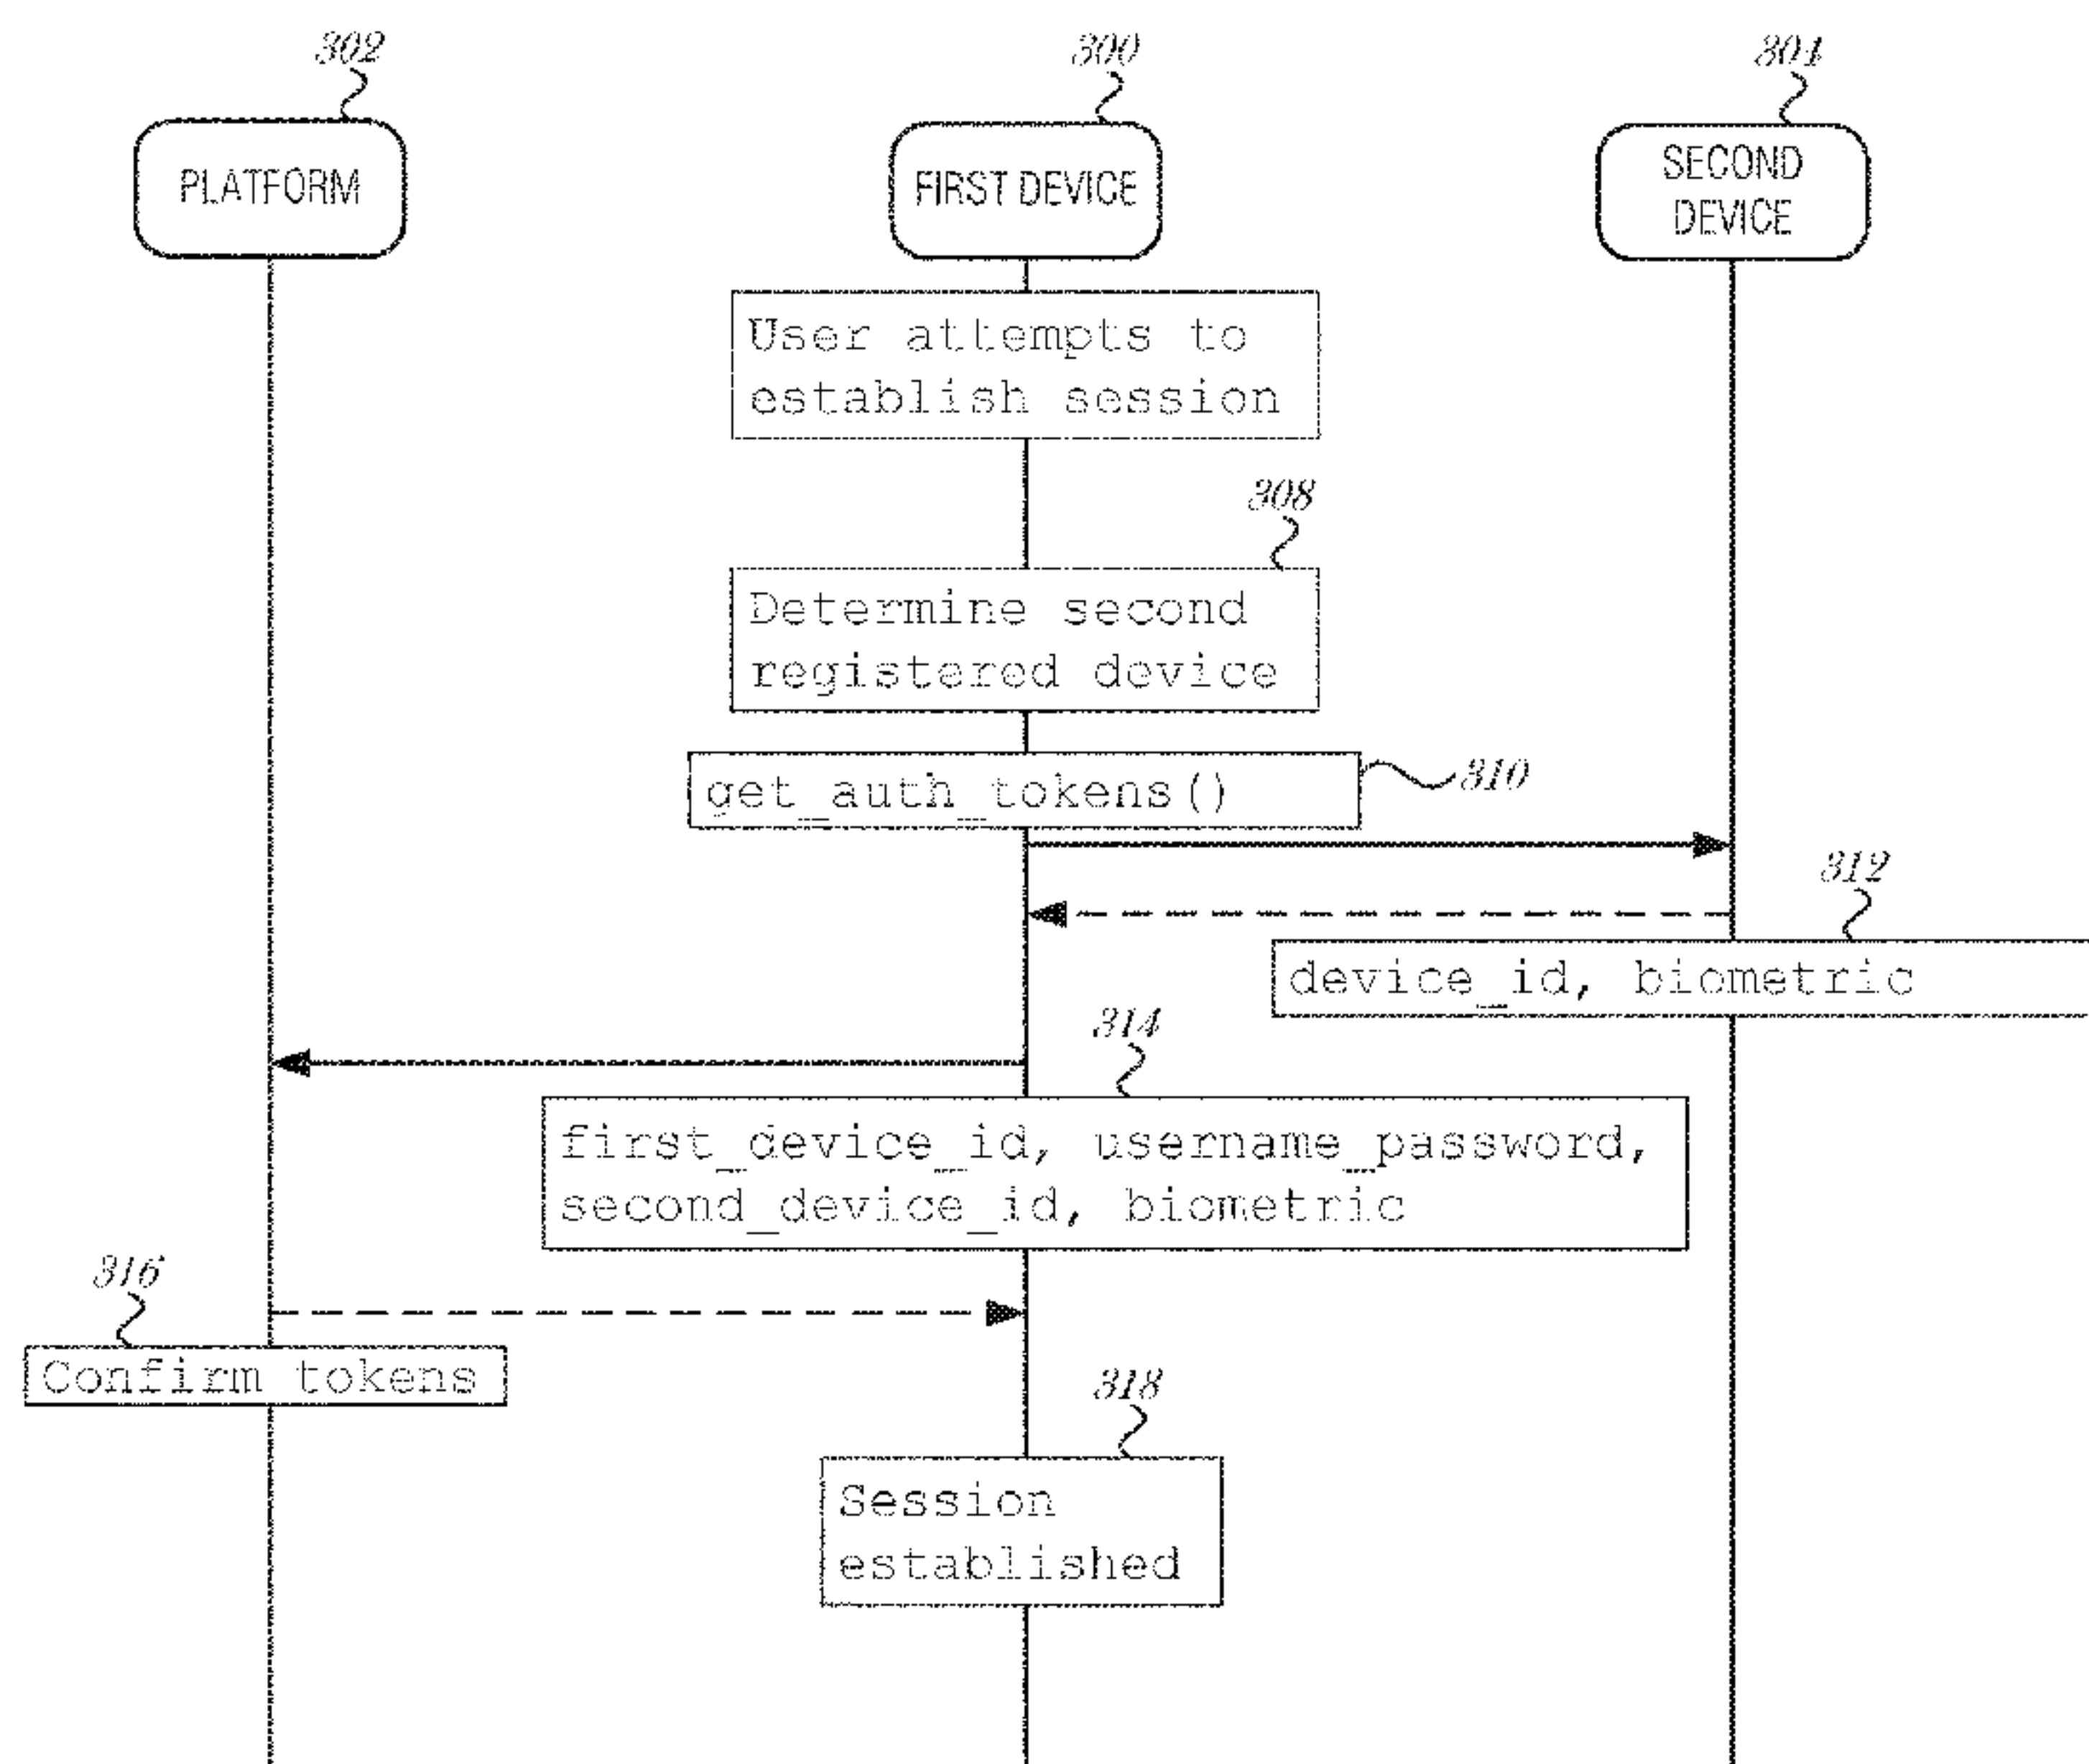 302
300
304
PLATFORM
FIRST DEVICE
SECOND
DEVICE
User attempts to
establish session
308
Determine second
registered device
get_auth_tokens()
310
312
device_id, biometric
314
first_device_id, username_password,
second_device_id, biometric
316
Confirm tokens
318
Session
established